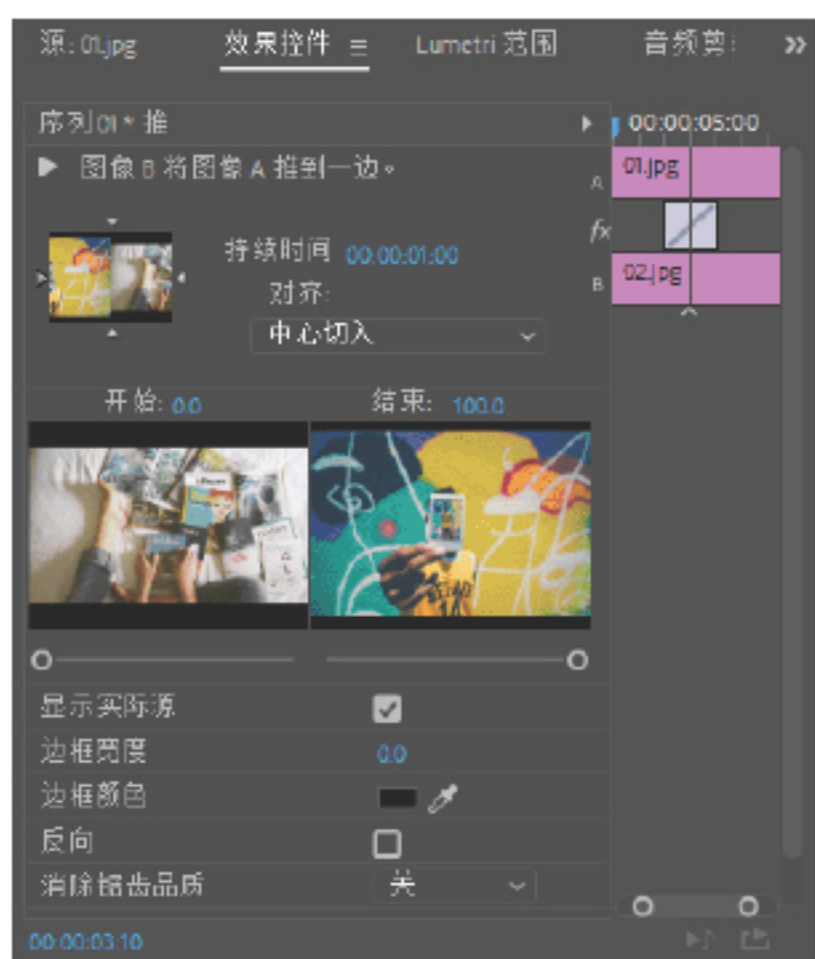 源: 01.jpg 效果控件 Lumetri 范围 音频剪
序列 01 * 推 00:00:05:00
图像 B 将图像 A 推到一边。 A 01.jpg
fx
持续时间 00:00:01:00
对齐: B 02.jpg
中心切入
开始: 0.0 结束: 100.0
显示实际源
边框宽度 0.0
边框颜色
反向
消除锯齿品质 关
00:00:03:10